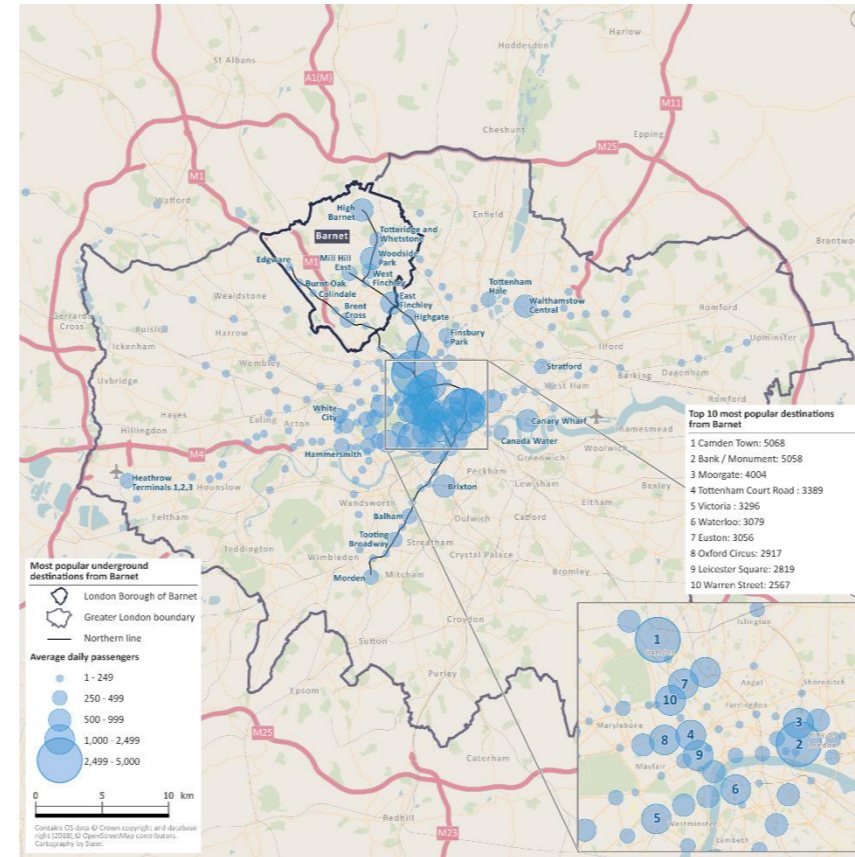 Harlow
Hoddesdon
St Albans
A1(M)
M11
Cheshunt
Epping
M25
M1
Watford
High
Barnet
Enfield
Totteridge and
Whetstone
Barnet
Brentwoo
Edgware
Mill Hill
East
Woodside
Park
M1
West
Finchley
Burnt Oak
Colindale
Tottenham
Hale
Wealdstone
East
Finchley
Walthamstow
Central
Brent
Cross
Highgate
Romford
Gerrards
Cross
Ruislip
Harrow
Finsbury
Park
Ickenham
Ilford
Upminster
Wembley
Stratford
Barking
Dagenham
Uxbridge
West Ham
Romford
Hayes
White
City
Ealing
Acton
Hillingdon
Canary Wharf
Thamesmead
M4
Canada Water
Woolwich
Hammersmith
Greenwich
Peckham
Bexley
Heathrow
Terminals 1,2,3
Hounslow
Brixton
Lewisham
Eltham
Wandsworth
Feltham
Balham
Dulwich
Catford
Tooting
Broadway
Streatham
Teddington
Wimbledon
Crystal Palace
Morden
Mitcham
Bromley
Croydon
Sutton
Purley
Epsom
M25
Caterham
Redhill
M23
Top 10 most popular destinations
from Barnet
1 Camden Town: 5068
2 Bank / Monument: 5058
3 Moorgate: 4004
4 Tottenham Court Road : 3389
5 Victoria : 3296
6 Waterloo: 3079
7 Euston: 3056
8 Oxford Circus: 2917
9 Leicester Square: 2819
10 Warren Street: 2567
Most popular underground
destinations from Barnet
London Borough of Barnet
Greater London boundary
Northern line
Average daily passengers
1 - 249
250 - 499
500 - 999
1,000 - 2,499
2,499 - 5,000
0 5 10 km
Contains OS data © Crown copyright and database
right [2018] © OpenStreetMap contributors.
Cartography by Steer.
Islington
1
Camden
7
Angel
Shoreditch
10
Farringdon
Marylebone
3
8
4
2
Mayfair
9
6
5
Westminster
Lambeth